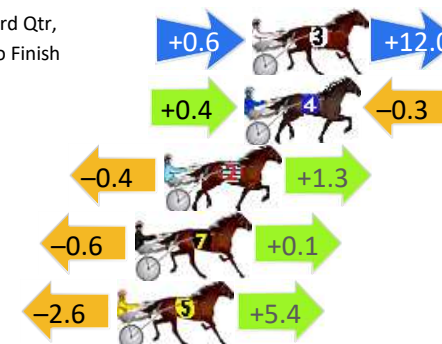 rd Qtr,
+0.6 3 +12.0
o Finish
+0.4 4 –0.3
–0.4 2 +1.3
–0.6 7 +0.1
–2.6 5 +5.4